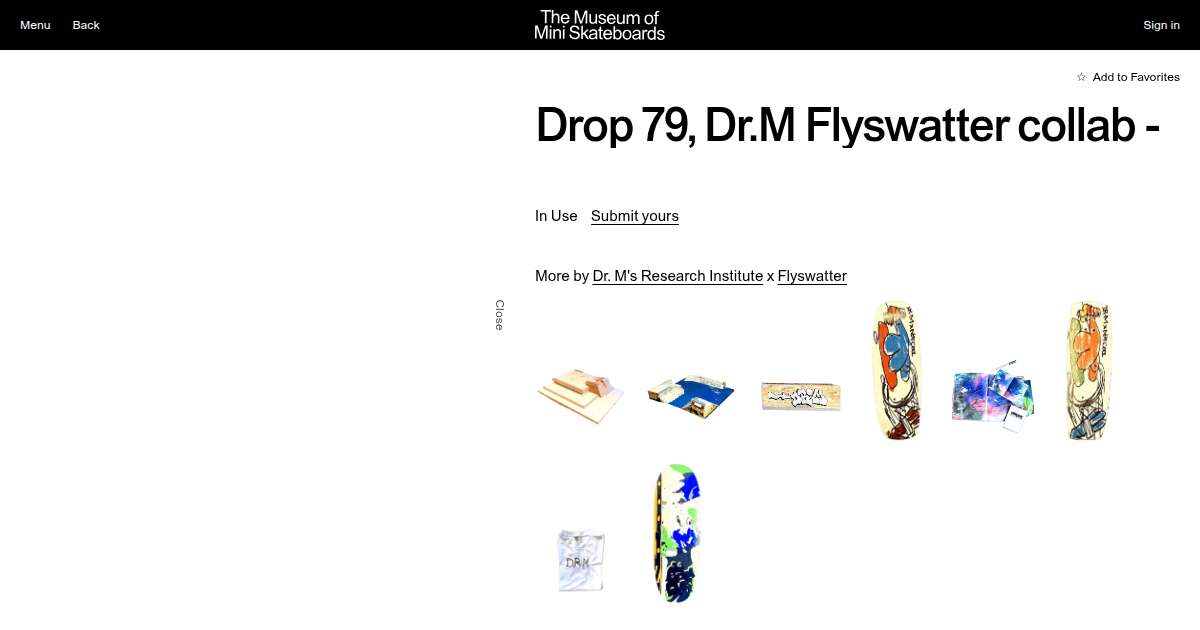 Menu
Back
The Museum of
Mini Skateboards
Sign in
☆ Add to Favorites
Drop 79, Dr.M Flyswatter collab -
In Use Submit yours
More by Dr. M's Research Institute x Flyswatter
Close
DRM